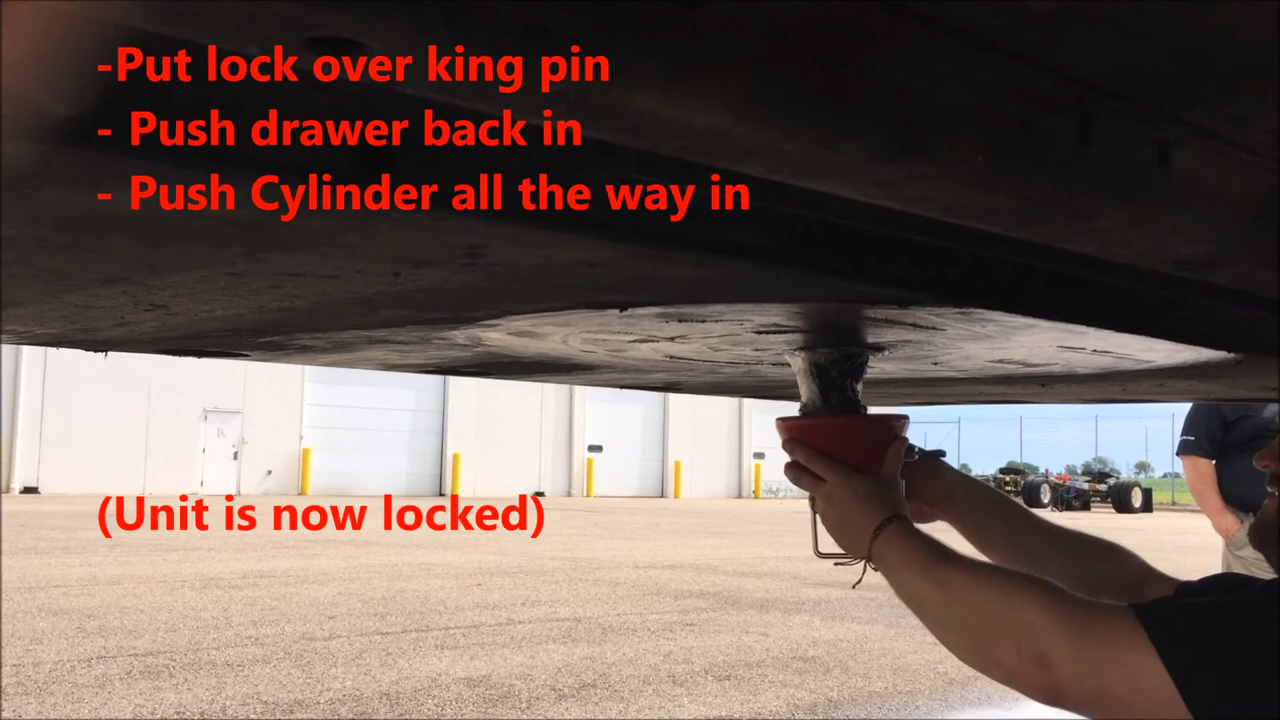 -Put lock over king pin
- Push drawer back in
- Push Cylinder all the way in
(Unit is now locked)